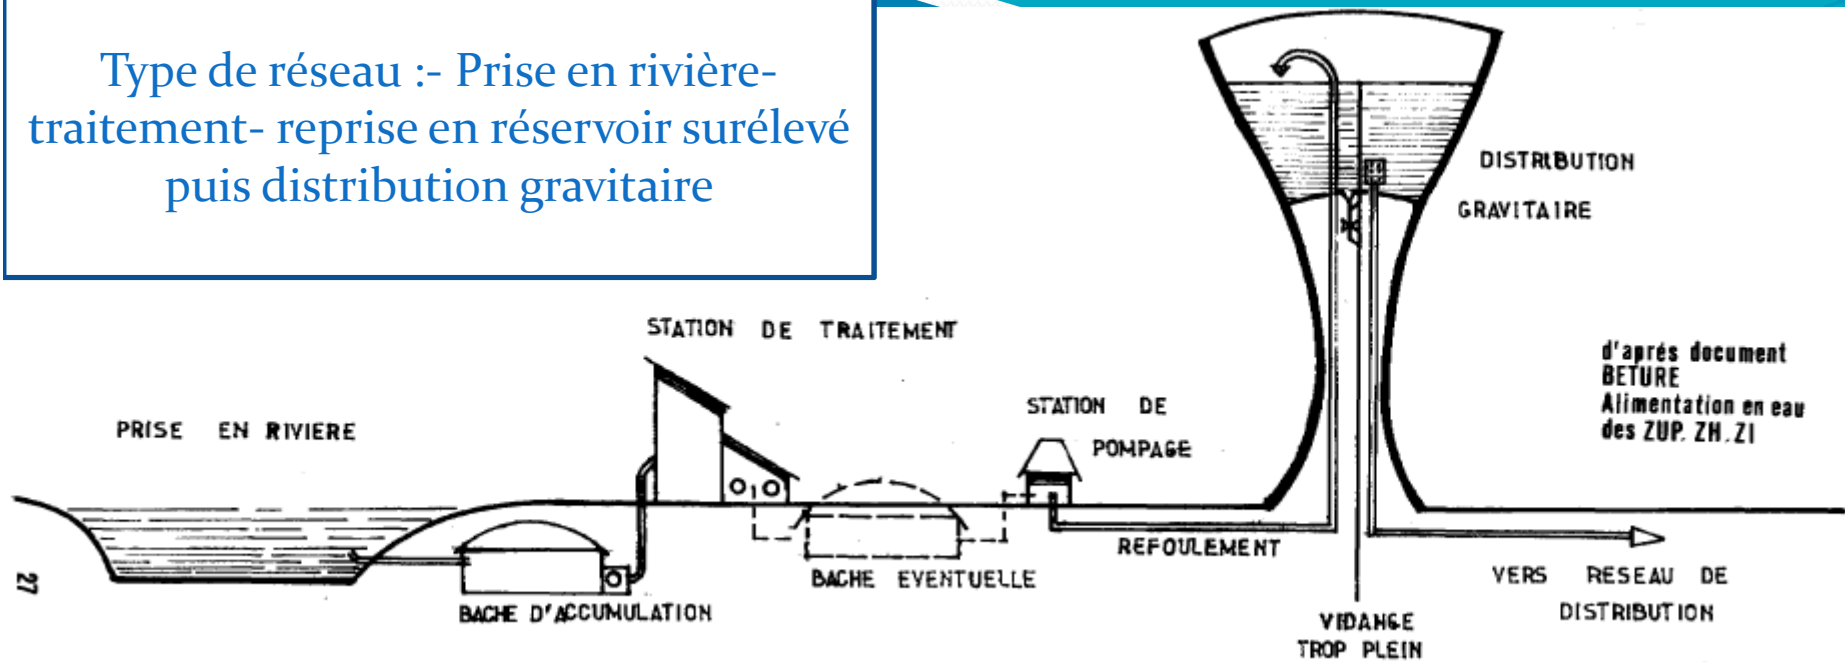 Type de réseau :- Prise en rivière-
traitement- reprise en réservoir surélevé
puis distribution gravitaire
DISTRIBUTION
GRAVITAIRE
STATION DE TRAITEMENT
d'aprés document
BETURE
Alimentation en eau
des ZUP. ZH. ZI
PRISE EN RIVIERE
STATION DE
POMPAGE
REFOULEMENT
BACHE EVENTUELLE
BACHE D'ACCUMULATION
VERS RESEAU DE
DISTRIBUTION
VIDANGE
TROP PLEIN
27